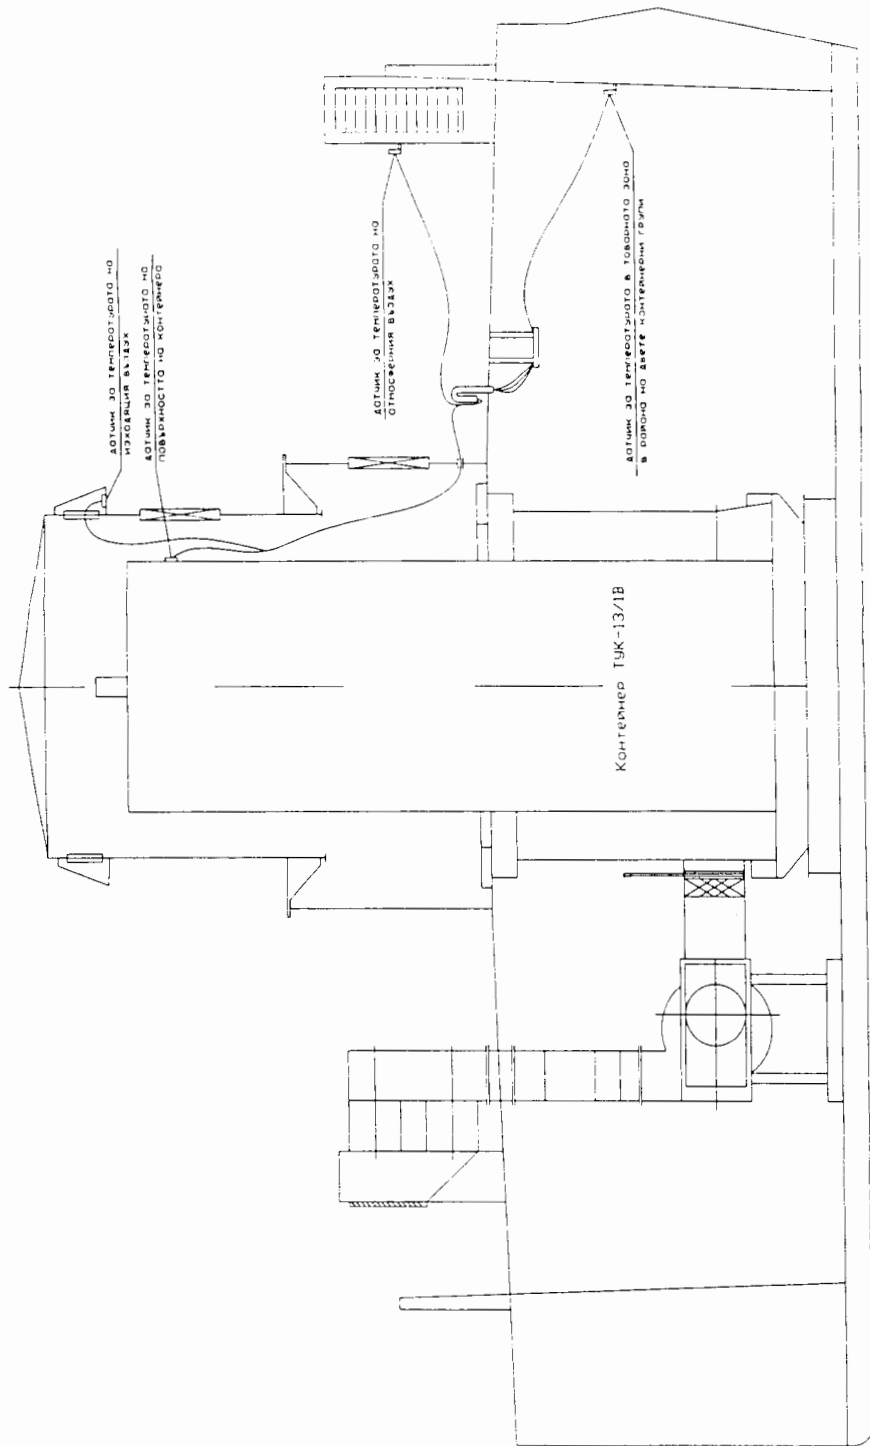 датчик за температурата на
изходящия въздух
датчик за температурата на
повърхността на контейнера
датчик за температурата на
атмосферния въздух
датчик за температурата в товарната зона
в района на двете контейнерни групи
Контейнер ТУК-13/1В